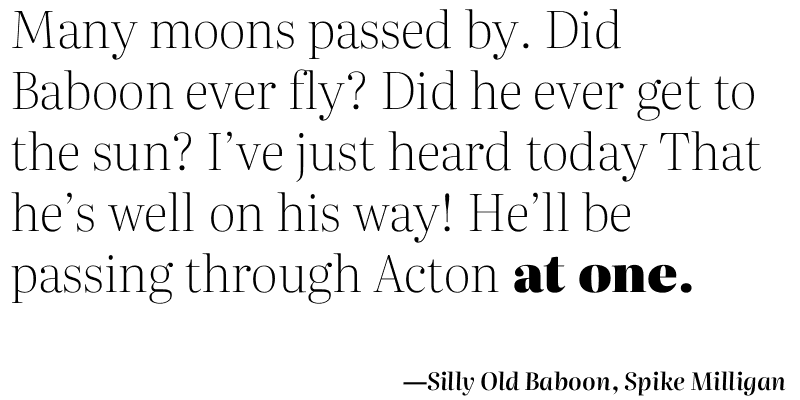 Many moons passed by. Did
Baboon ever fly? Did he ever get to
the sun? I’ve just heard today That
he’s well on his way! He’ll be
passing through Acton at one.
—Silly Old Baboon, Spike Milligan